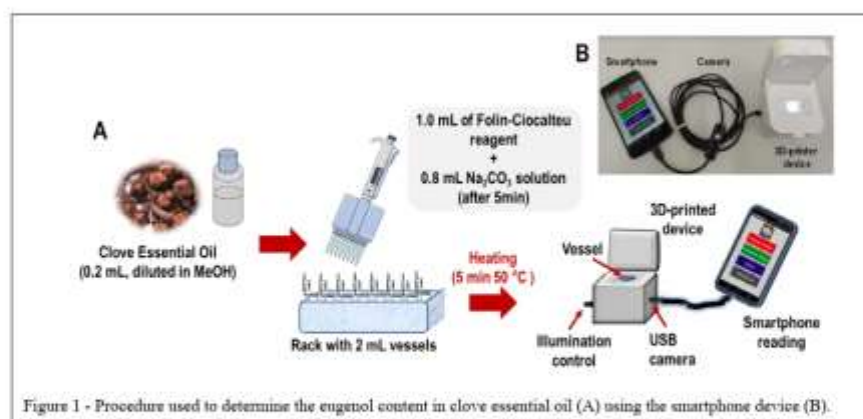 B
Smartphone
Camera
3D-printer
device
A
1.0 mL of Folin-Ciocalteu
reagent
+
0.8 mL Na₂CO₃ solution
(after 5min)
Clove Essential Oil
(0.2 mL, diluted in MeOH)
Rack with 2 mL vessels
Heating
(5 min 50 °C )
3D-printed
device
Vessel
Illumination
control
USB
camera
Smartphone
reading
Figure 1 - Procedure used to determine the eugenol content in clove essential oil (A) using the smartphone device (B).